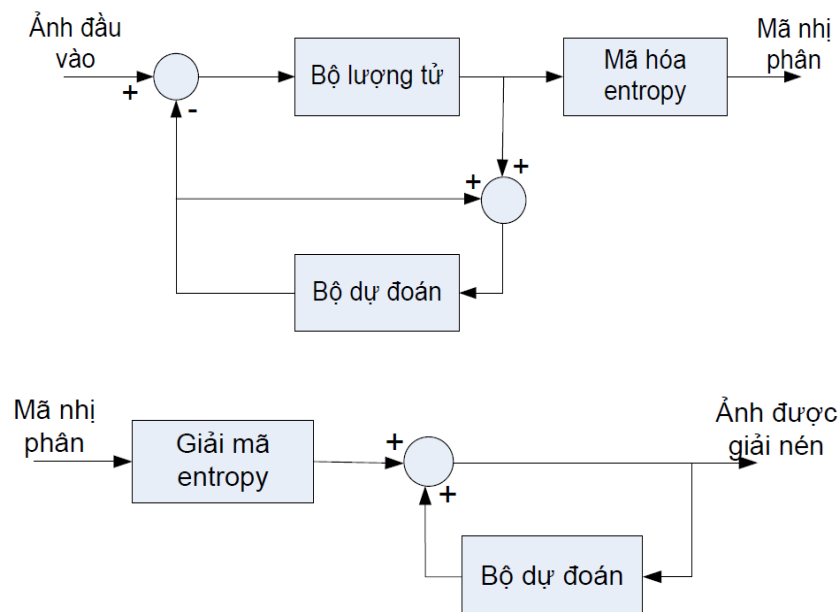 Ảnh đầu
vào
Bộ lượng tử
Mã hóa
entropy
Mã nhị
phân
+
-
+
+
Bộ dự đoán
Mã nhị
phân
Giải mã
entropy
+
+
Ảnh được
giải nén
Bộ dự đoán